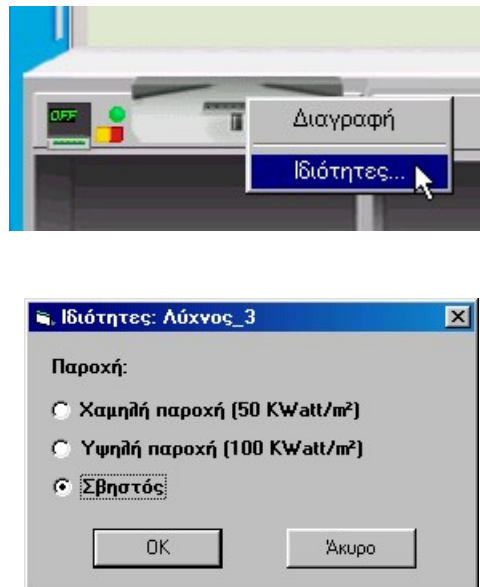 OFF
Διαγραφή
Ιδιότητες...
Ιδιότητες: Λύχνος_3
Παροχή:
Χαμηλή παροχή (50 KWatt/m²)
Υψηλή παροχή (100 KWatt/m²)
Σβηστός
OK
Άκυρο